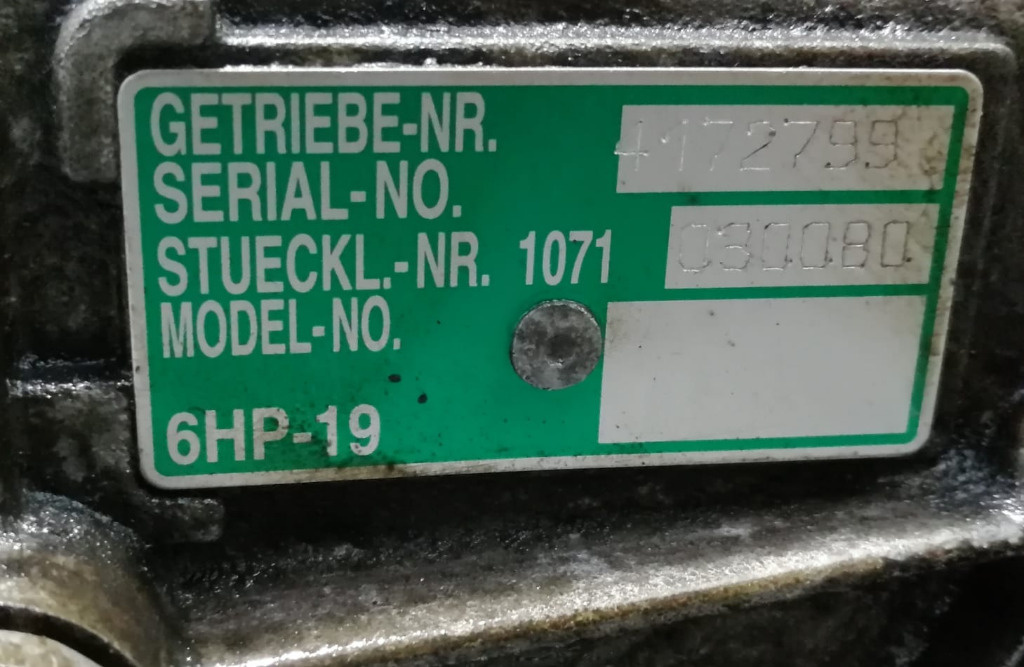 GETRIEBE-NR.
SERIAL-NO. 4172799
STUECKL.-NR. 1071 030080
MODEL-NO.
6HP-19